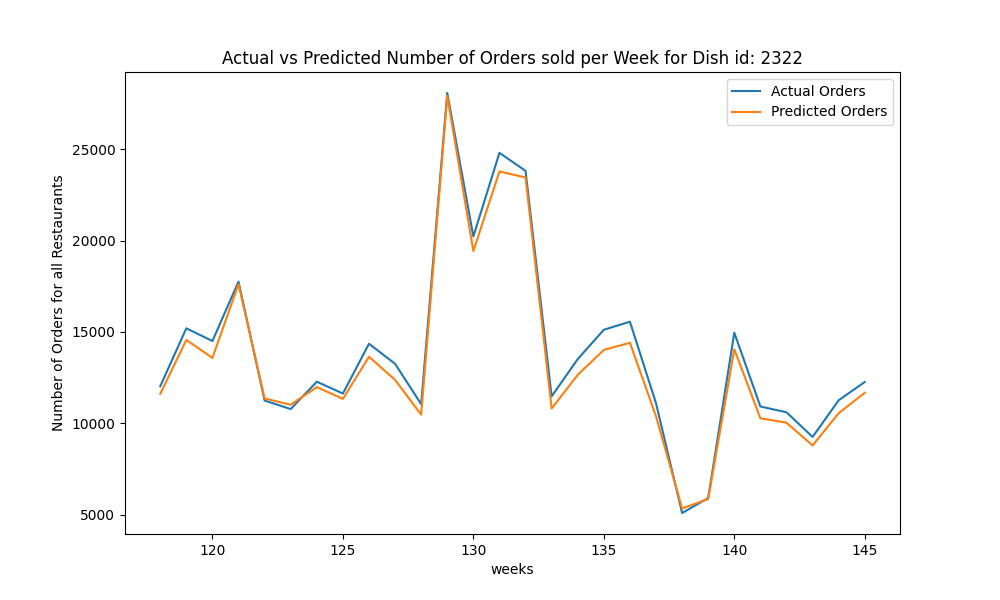 Actual vs Predicted Number of Orders sold per Week for Dish id: 2322
Actual Orders
Predicted Orders
Number of Orders for all Restaurants
25000
20000
15000
10000
5000
120 125 130 135 140 145
weeks